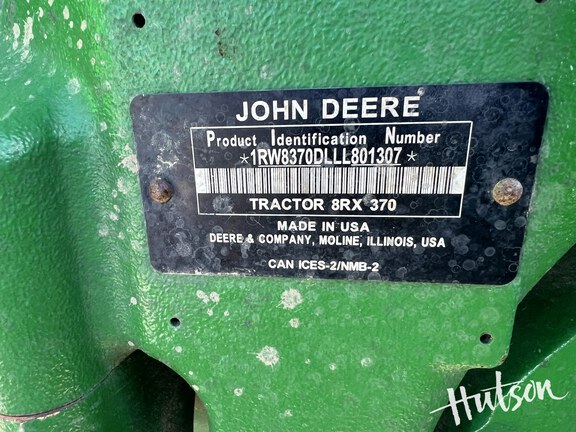 JOHN DEERE
Product Identification Number
*1RW8370DLLL801307*
TRACTOR 8RX 370
MADE IN USA
DEERE & COMPANY, MOLINE, ILLINOIS, USA
CAN ICES-2/NMB-2
Hutson